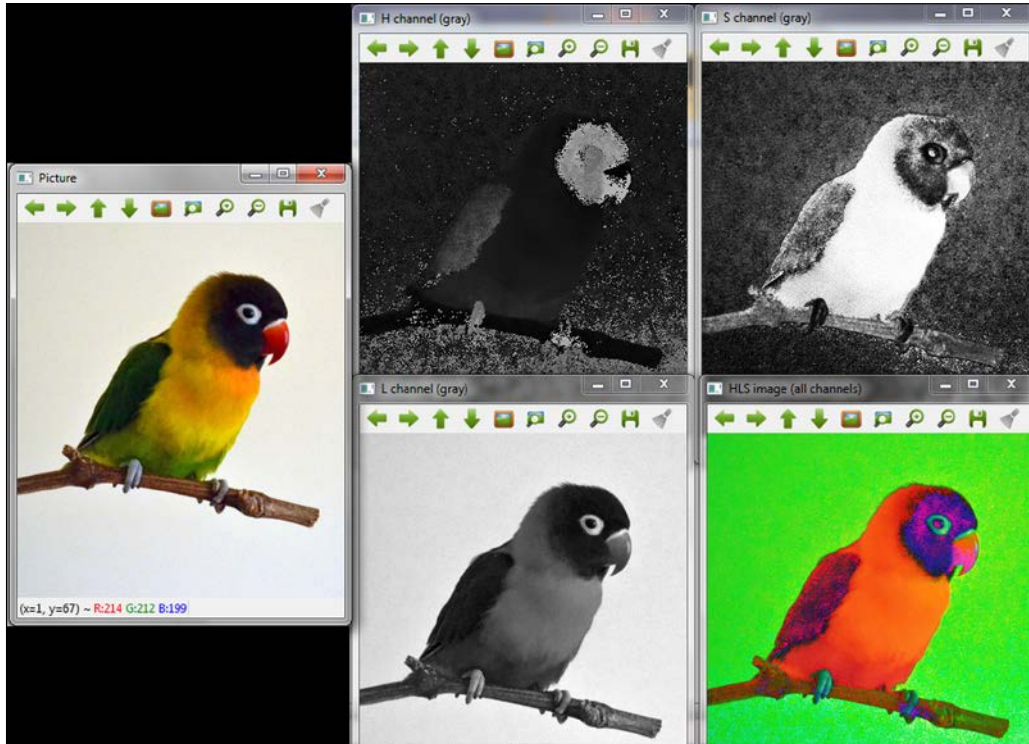 H channel (gray)
S channel (gray)
Picture
(x=1, y=67) ~ R:214 G:212 B:199
L channel (gray)
HLS image (all channels)